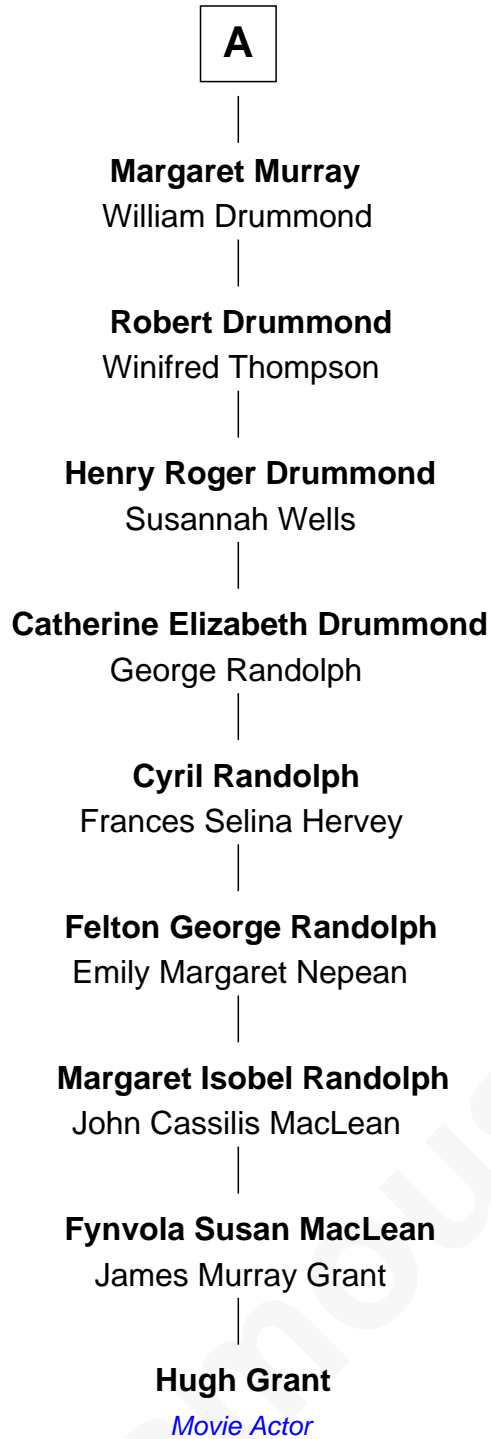 A
Margaret Murray
William Drummond
Robert Drummond
Winifred Thompson
Henry Roger Drummond
Susannah Wells
Catherine Elizabeth Drummond
George Randolph
Cyril Randolph
Frances Selina Hervey
Felton George Randolph
Emily Margaret Nepean
Margaret Isobel Randolph
John Cassilis MacLean
Fynvola Susan MacLean
James Murray Grant
Hugh Grant
Movie Actor